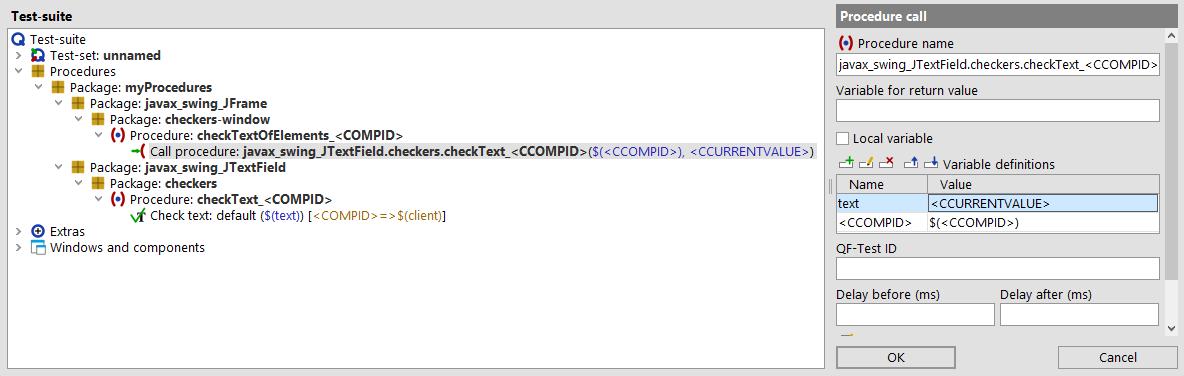 Test-suite
Test-suite
Test-set: unnamed
Procedures
Package: myProcedures
Package: javax_swing_JFrame
Package: checkers-window
Procedure: checkTextOfElements_<COMPID>
Call procedure: javax_swing_JTextField.checkers.checkText_<CCOMPID>($(<CCOMPID>), <CCURRENTVALUE>)
Package: javax_swing_JTextField
Package: checkers
Procedure: checkText_<COMPID>
Check text: default ($(text)) [<COMPID>=>$(client)]
Extras
Windows and components
Procedure call
Procedure name
javax_swing_JTextField.checkers.checkText_<CCOMPID>
Variable for return value
Local variable
Variable definitions
Name Value
text <CCURRENTVALUE>
<CCOMPID> $(<CCOMPID>)
QF-Test ID
Delay before (ms) Delay after (ms)
OK Cancel